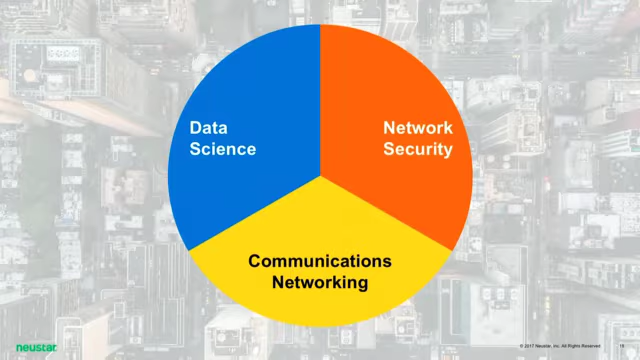 Data
Science
Network
Security
Communications
Networking
neustar.
© 2017 Neustar, Inc. All Rights Reserved.